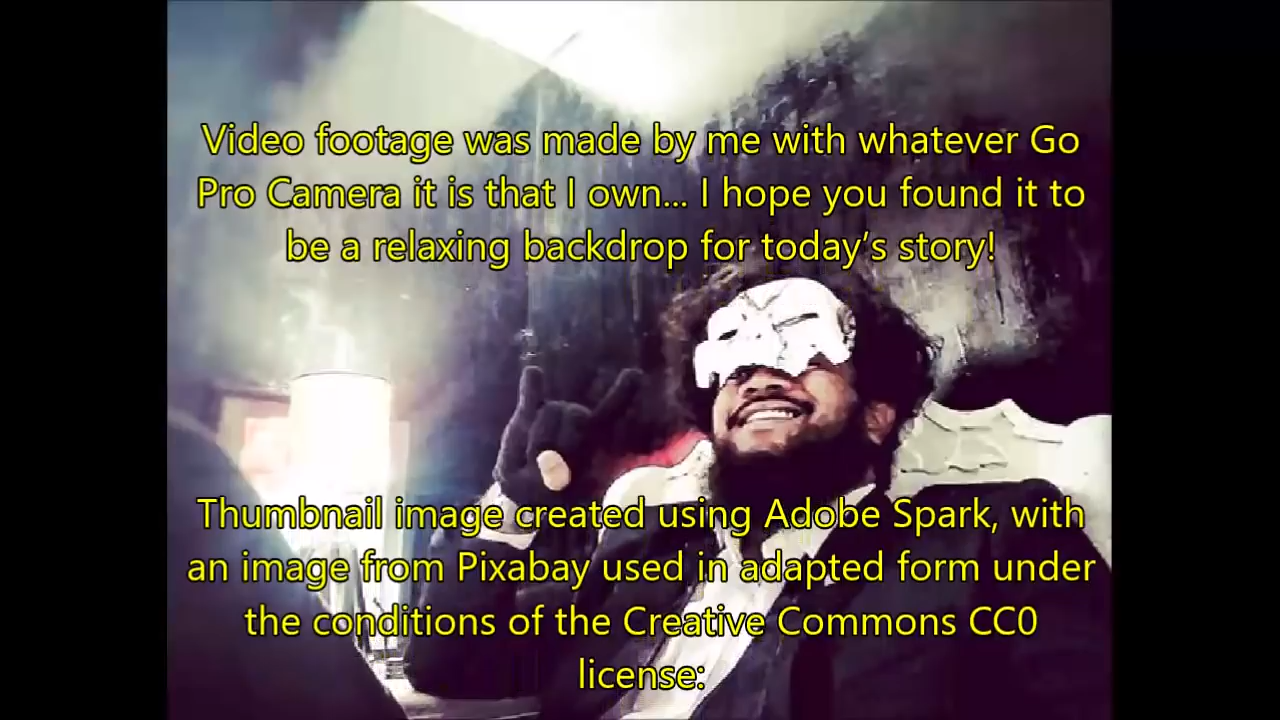 Video footage was made by me with whatever Go
Pro Camera it is that I own... I hope you found it to
be a relaxing backdrop for today’s story!
Thumbnail image created using Adobe Spark, with
an image from Pixabay used in adapted form under
the conditions of the Creative Commons CC0
license: